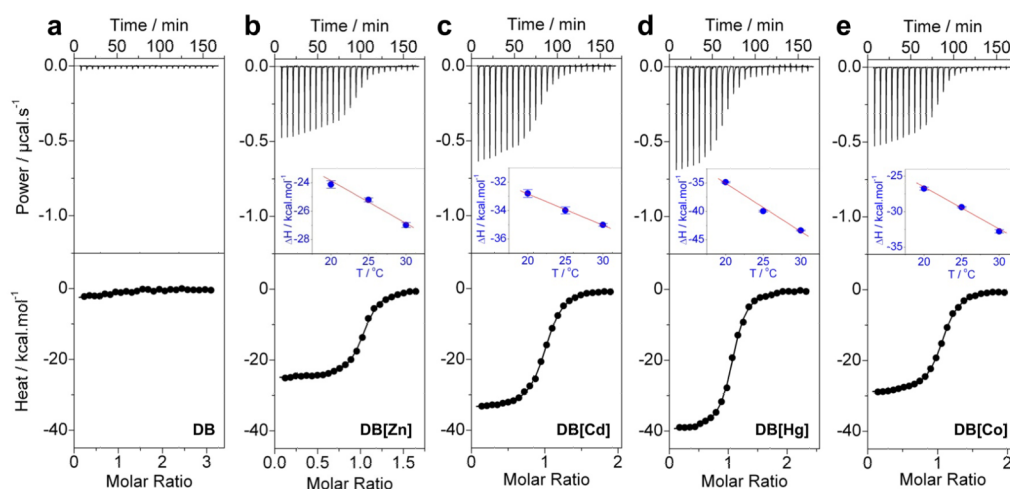 a b c d e
Time / min Time / min Time / min Time / min Time / min
0 50 100 150 0 50 100 150 0 50 100 150 0 50 100 150 0 50 100 150
Power / µcal.s⁻¹
0.0 0.0 0.0 0.0 0.0
-0.5 -0.5 -0.5 -0.5 -0.5
-1.0 -1.0 -1.0 -1.0 -1.0
ΔH / kcal.mol⁻¹ ΔH / kcal.mol⁻¹ ΔH / kcal.mol⁻¹ ΔH / kcal.mol⁻¹
-24 -32 -35 -25
-26 -34 -40 -30
-28 -36 -45 -35
20 25 30 20 25 30 20 25 30 20 25 30
T / °C T / °C T / °C T / °C
Heat / kcal.mol⁻¹
0 0 0 0 0
-20 -20 -20 -20 -20
-40 -40 -40 -40 -40
DB DB[Zn] DB[Cd] DB[Hg] DB[Co]
0 1 2 3 0.0 0.5 1.0 1.5 0 1 2 0 1 2 0 1 2
Molar Ratio Molar Ratio Molar Ratio Molar Ratio Molar Ratio